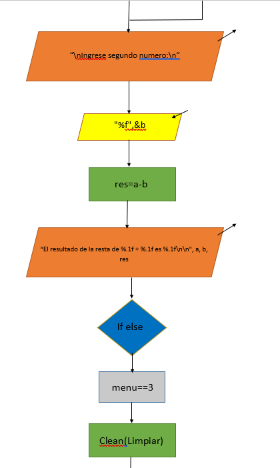 "\nIngrese segundo numero:\n"
"%f",&b
res=a-b
"El resultado de la resta de %.1f + %.1f es %.1f\n\n", a, b,
res
If else
menu==3
Clean(Limpiar)